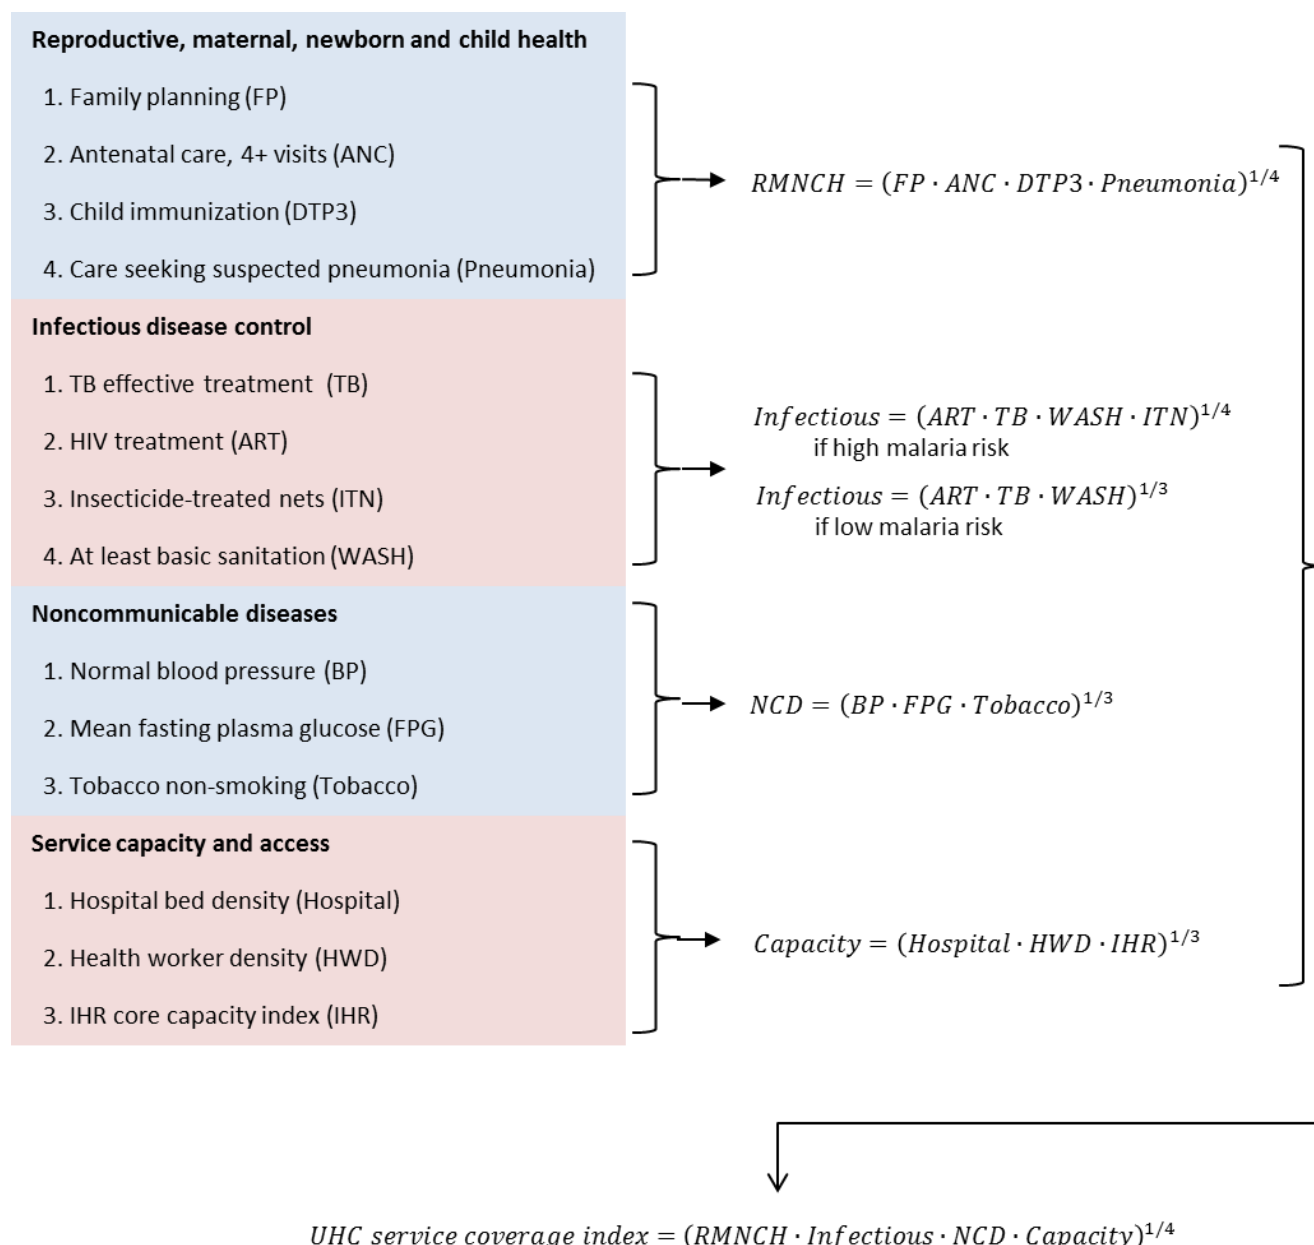 Reproductive, maternal, newborn and child health
1. Family planning (FP)
2. Antenatal care, 4+ visits (ANC)
3. Child immunization (DTP3)
4. Care seeking suspected pneumonia (Pneumonia)
RMNCH = (FP · ANC · DTP3 · Pneumonia)^{1/4}
Infectious disease control
1. TB effective treatment (TB)
2. HIV treatment (ART)
3. Insecticide-treated nets (ITN)
4. At least basic sanitation (WASH)
Infectious = (ART · TB · WASH · ITN)^{1/4}
if high malaria risk
Infectious = (ART · TB · WASH)^{1/3}
if low malaria risk
Noncommunicable diseases
1. Normal blood pressure (BP)
2. Mean fasting plasma glucose (FPG)
3. Tobacco non-smoking (Tobacco)
NCD = (BP · FPG · Tobacco)^{1/3}
Service capacity and access
1. Hospital bed density (Hospital)
2. Health worker density (HWD)
3. IHR core capacity index (IHR)
Capacity = (Hospital · HWD · IHR)^{1/3}
UHC service coverage index = (RMNCH · Infectious · NCD · Capacity)^{1/4}